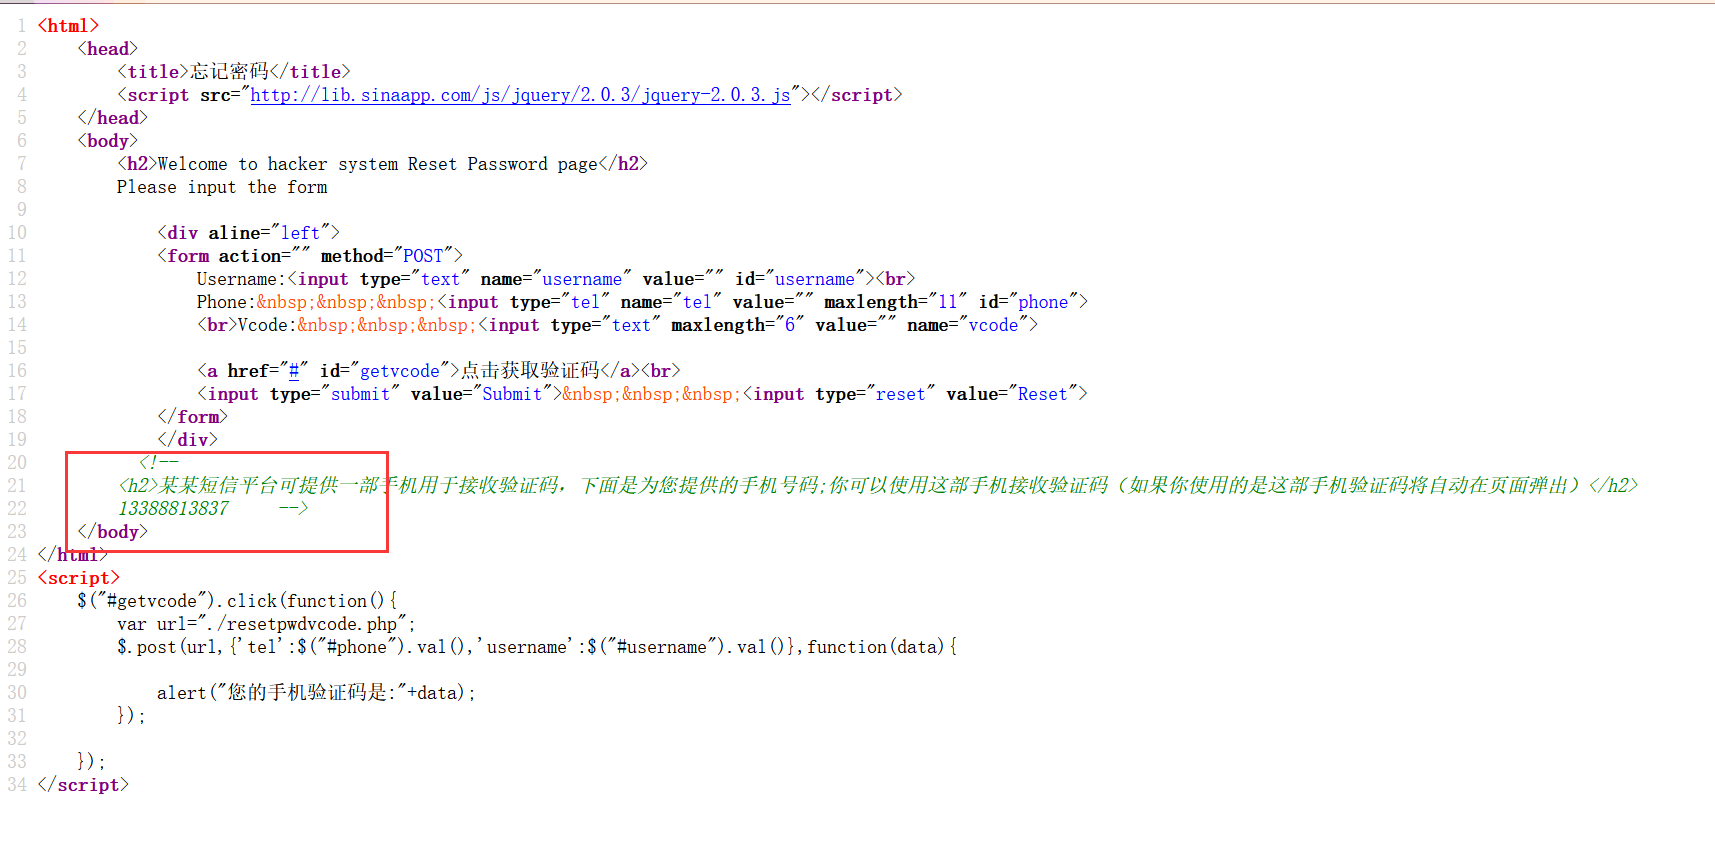 1 <html>
2 <head>
3 <title>忘记密码</title>
4 <script src="http://lib.sinaapp.com/js/jquery/2.0.3/jquery-2.0.3.js"></script>
5 </head>
6 <body>
7 <h2>Welcome to hacker system Reset Password page</h2>
8 Please input the form
9
10 <div aline="left">
11 <form action="" method="POST">
12 Username:<input type="text" name="username" value="" id="username"><br>
13 Phone:&nbsp;&nbsp;&nbsp;<input type="tel" name="tel" value="" maxlength="11" id="phone">
14 <br>Vcode:&nbsp;&nbsp;&nbsp;<input type="text" maxlength="6" value="" name="vcode">
15
16 <a href="#" id="getvcode">点击获取验证码</a><br>
17 <input type="submit" value="Submit">&nbsp;&nbsp;&nbsp;<input type="reset" value="Reset">
18 </form>
19 </div>
20 <!--
21 <h2>某某短信平台可提供一部手机用于接收验证码，下面是为您提供的手机号码;你可以使用这部手机接收验证码（如果你使用的是这部手机验证码将自动在页面弹出）</h2>
22 13388813837 -->
23 </body>
24 </html>
25 <script>
26 $("#getvcode").click(function(){
27 var url="./resetpwdvcode.php";
28 $.post(url,{'tel':$("#phone").val(),'username':$("#username").val()},function(data){
29
30 alert("您的手机验证码是:"+data);
31 });
32
33 });
34 </script>